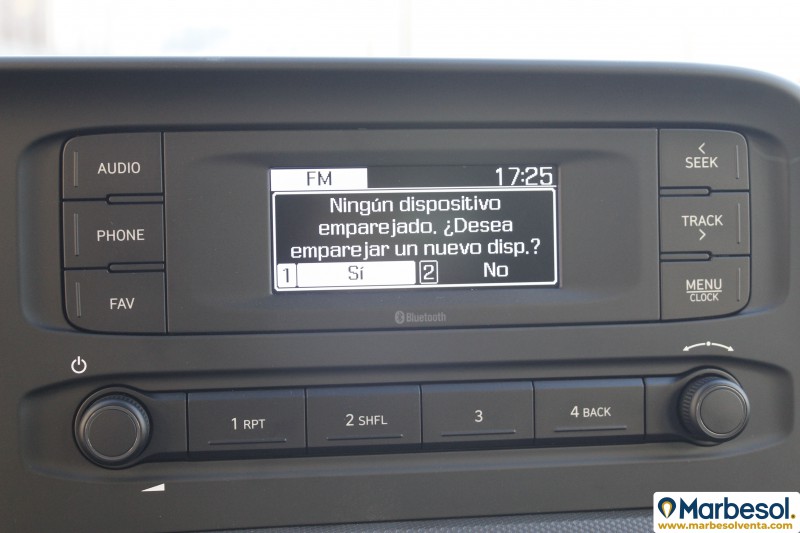 AUDIO
PHONE
FAV
FM 17:25
Ningún dispositivo
emparejado. ¿Desea
emparejar un nuevo disp.?
1 Sí 2 No
Bluetooth
< SEEK
TRACK >
MENU
CLOCK
1 RPT
2 SHFL
3
4 BACK
Marbesol.
www.marbesolventa.com